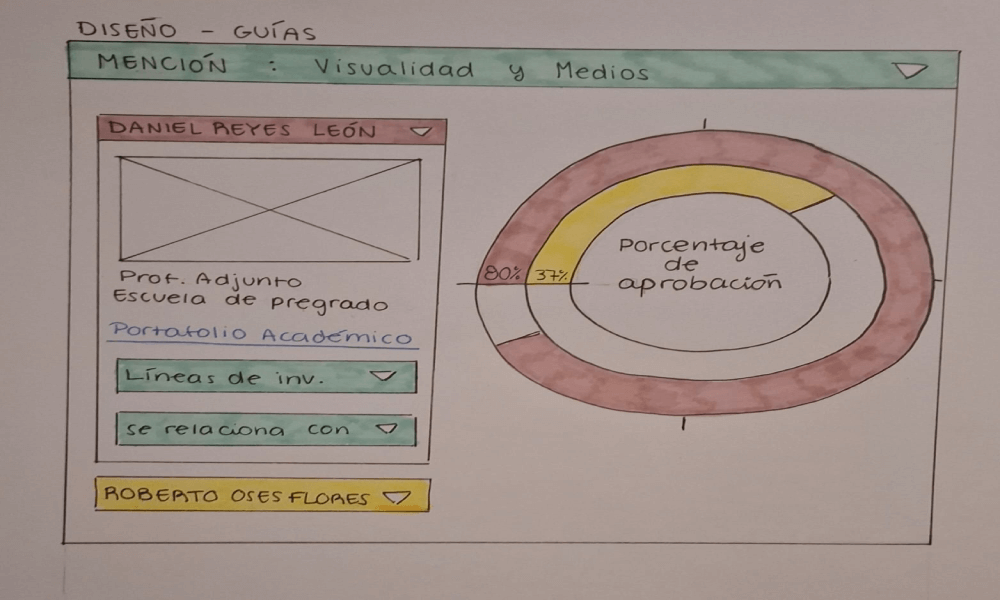 DISEÑO - GUÍAS
MENCIÓN : Visualidad y Medios
DANIEL REYES LEÓN
Prof. Adjunto
Escuela de pregrado
Portafolio Académico
Líneas de inv.
se relaciona con
ROBERTO OSES FLORES
80% 37%
Porcentaje
de
aprobación